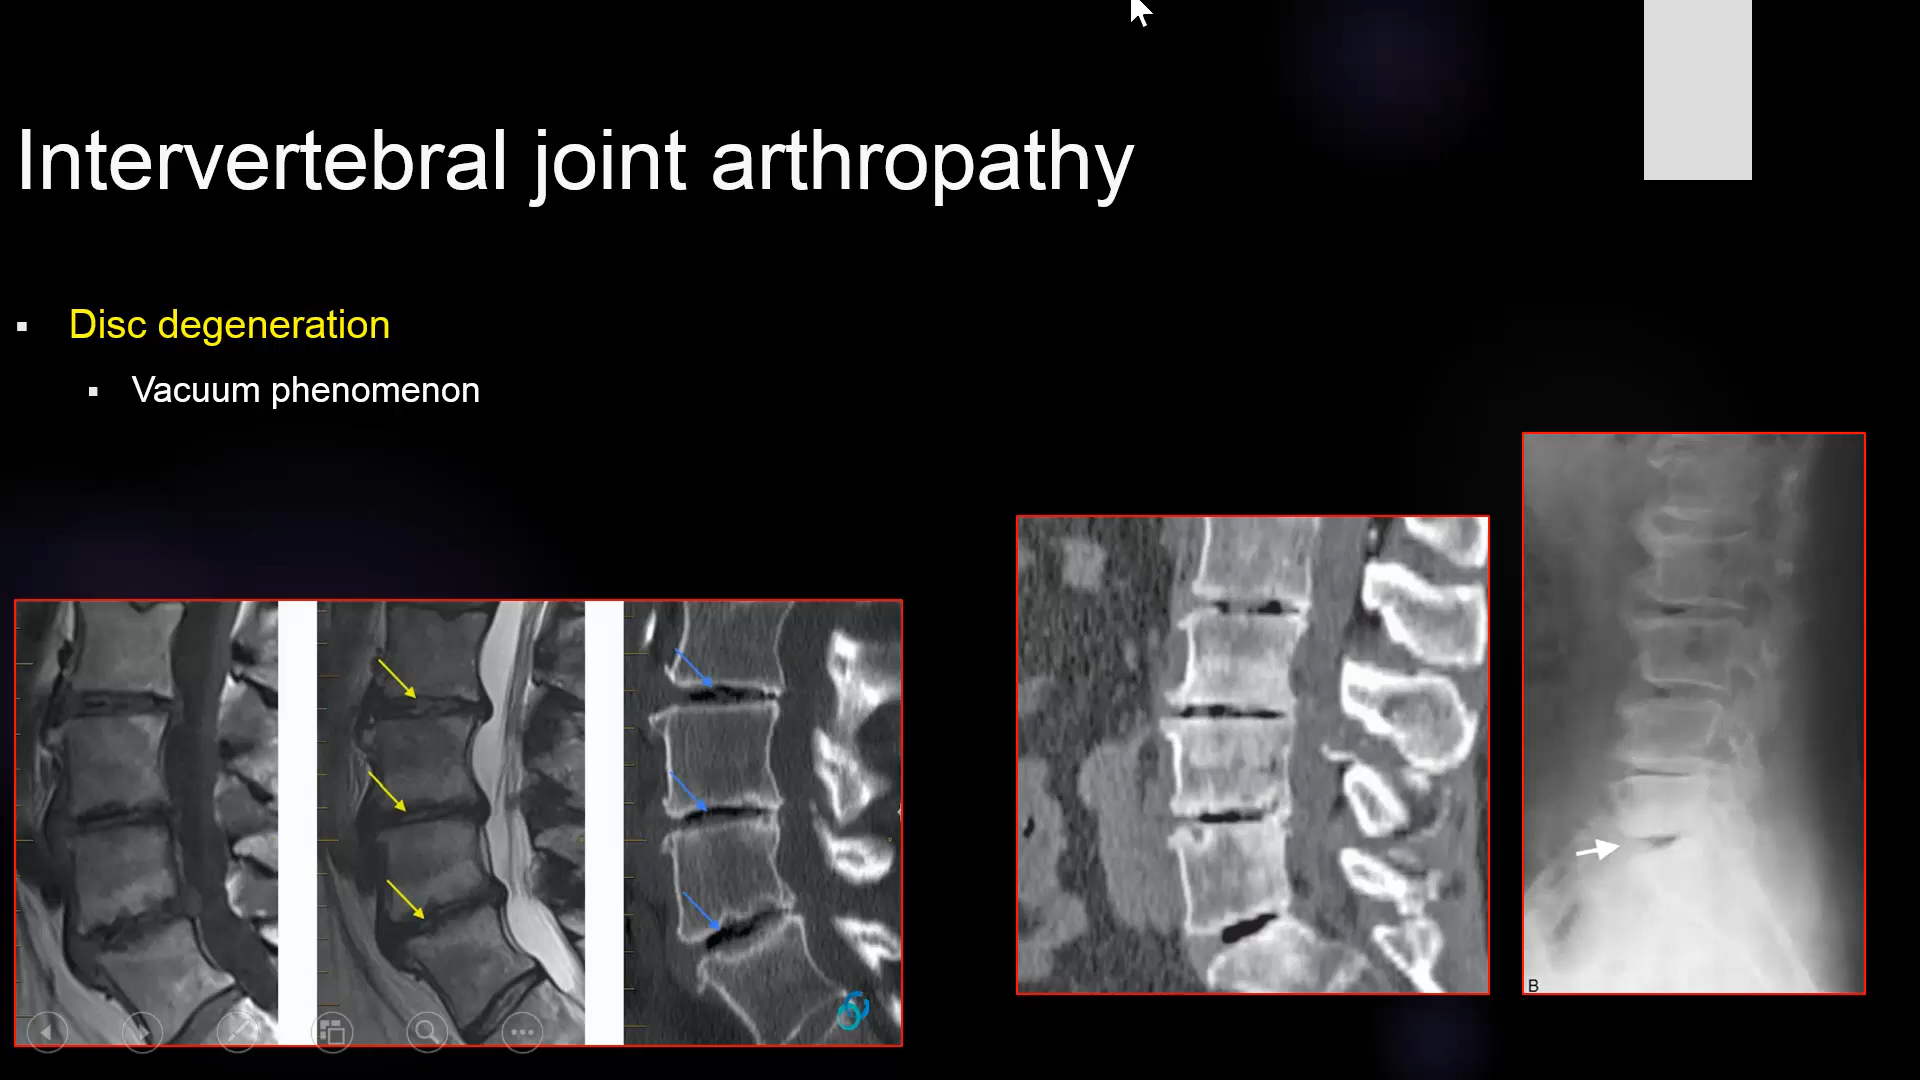 Intervertebral joint arthropathy
Disc degeneration
Vacuum phenomenon
B